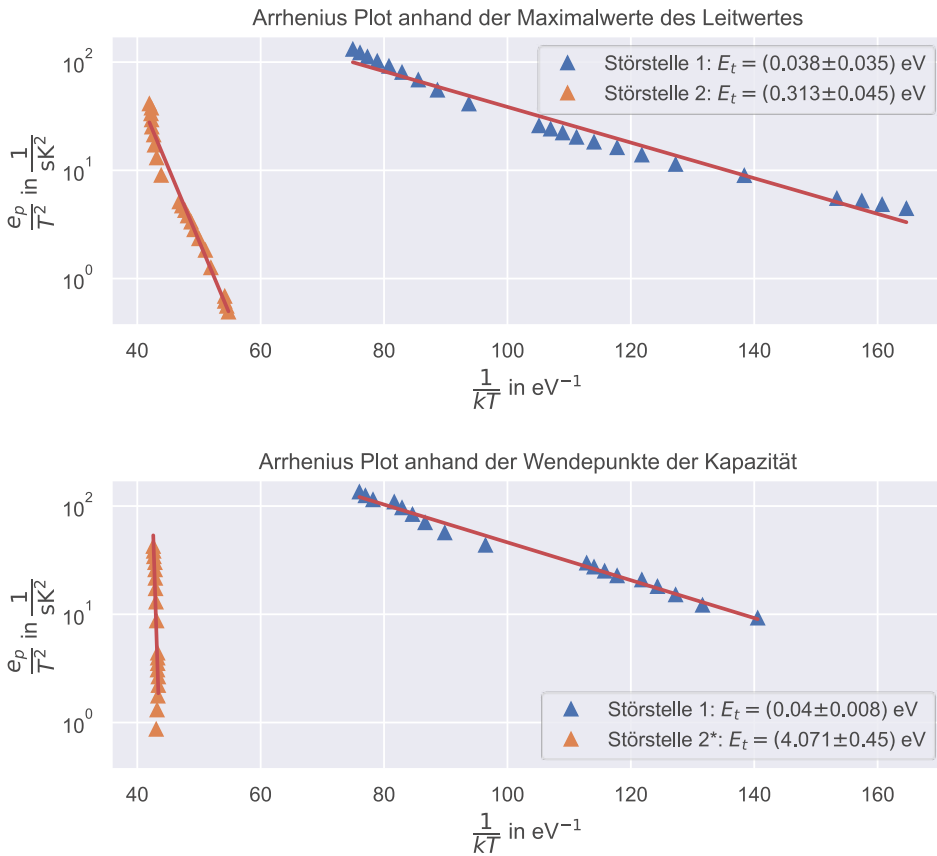 Arrhenius Plot anhand der Maximalwerte des Leitwertes
10² 
10¹
10⁰
e_p/T² in 1/sK²
Störstelle 1: E_t = (0.038±0.035) eV
Störstelle 2: E_t = (0.313±0.045) eV
40 60 80 100 120 140 160
1/kT in eV⁻¹
Arrhenius Plot anhand der Wendepunkte der Kapazität
10²
10¹
10⁰
e_p/T² in 1/sK²
Störstelle 1: E_t = (0.04±0.008) eV
Störstelle 2*: E_t = (4.071±0.45) eV
40 60 80 100 120 140 160
1/kT in eV⁻¹